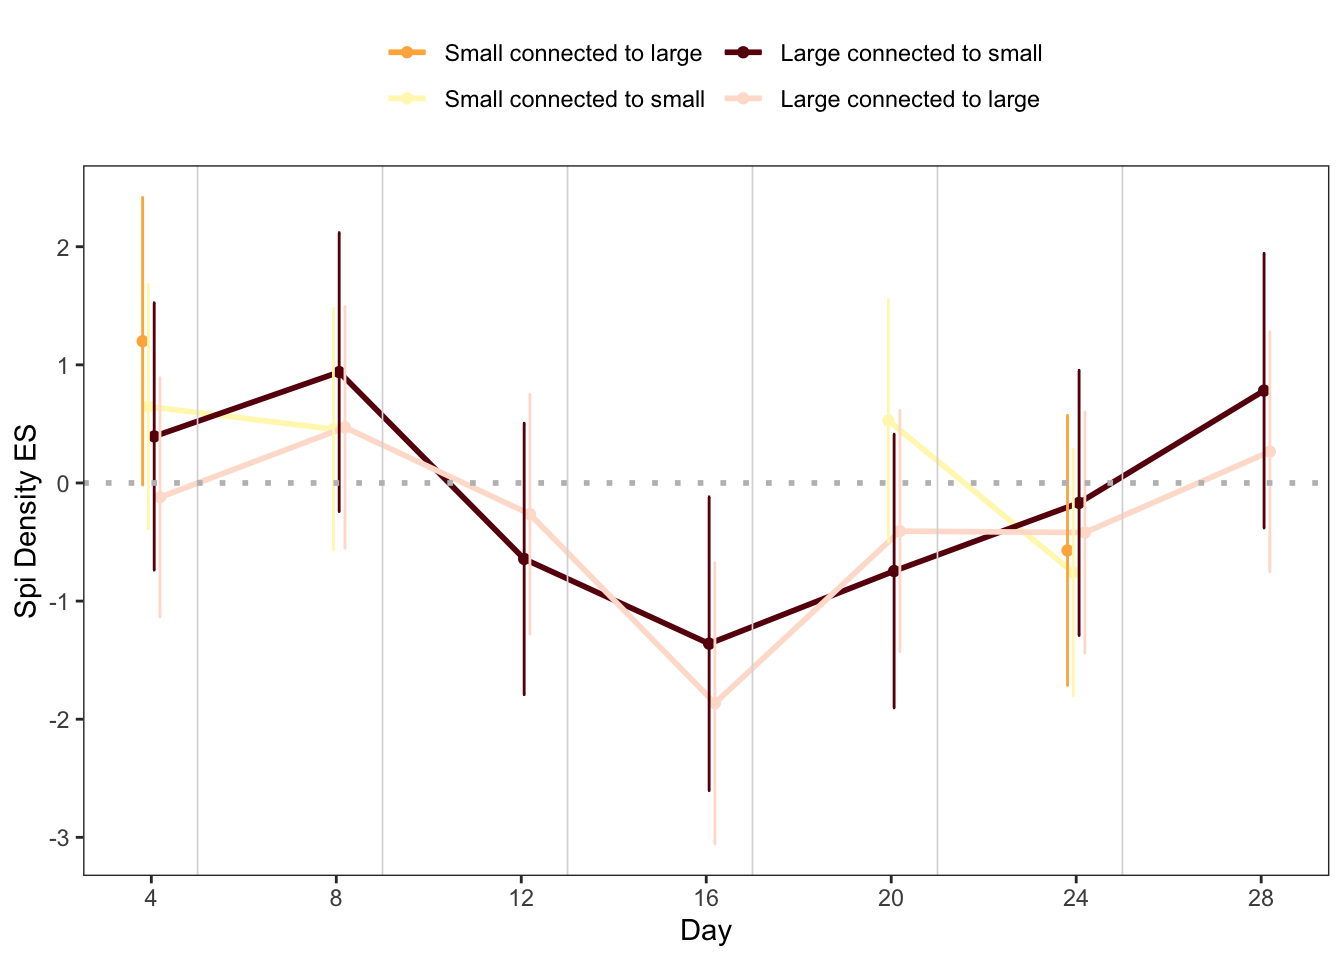 Small connected to large
Large connected to small
Small connected to small
Large connected to large
2
1
0
-1
-2
-3
Spi Density ES
4 8 12 16 20 24 28
Day